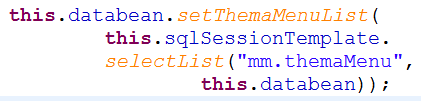 this.databean.setThemaMenuList(
this.sqlSessionTemplate.
selectList("mm.themaMenu",
this.databean));